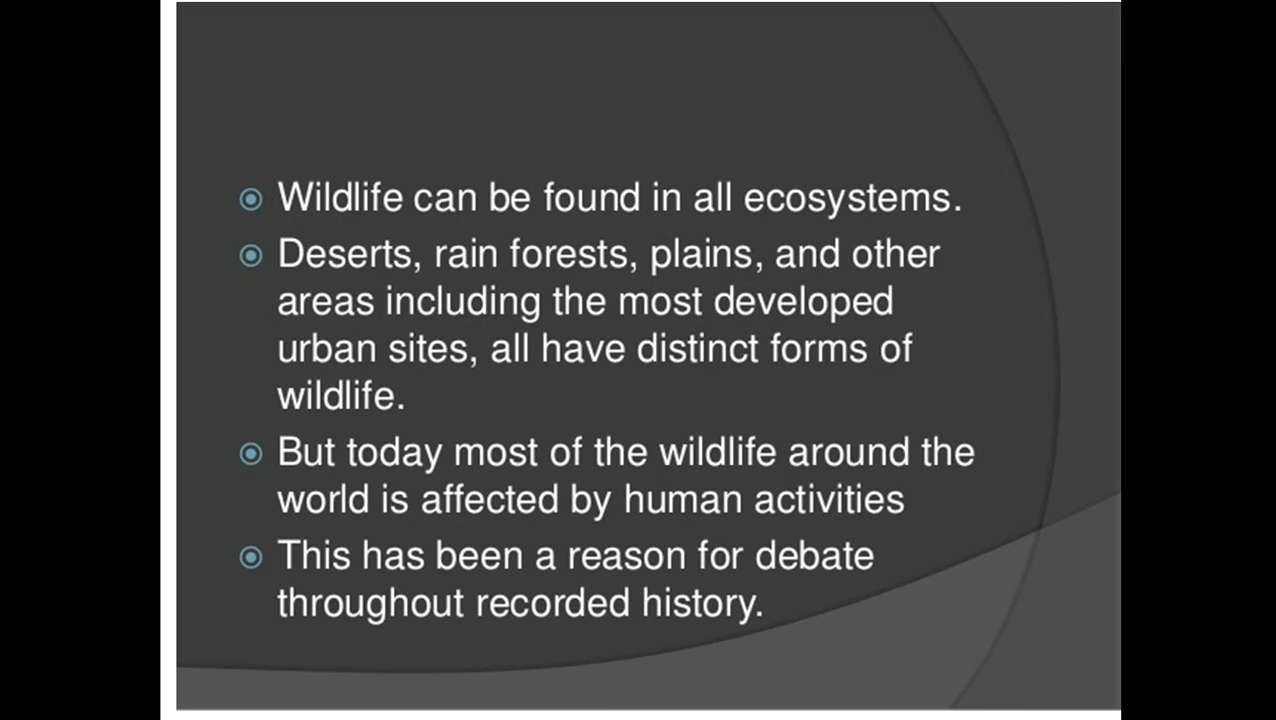 Wildlife can be found in all ecosystems.
Deserts, rain forests, plains, and other
areas including the most developed
urban sites, all have distinct forms of
wildlife.
But today most of the wildlife around the
world is affected by human activities
This has been a reason for debate
throughout recorded history.